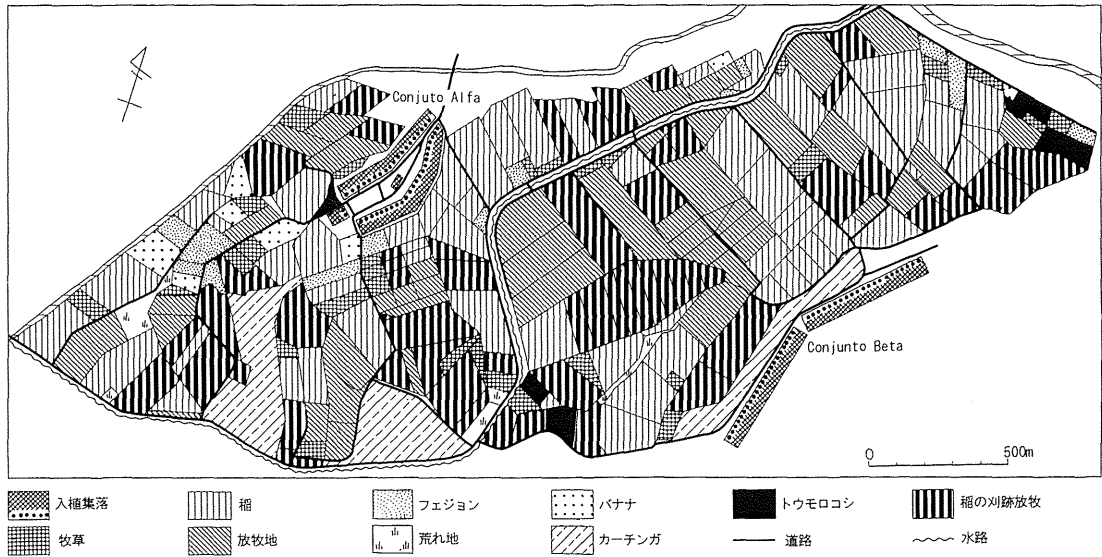 Conjuto Alfa
Conjunto Beta
0 500m
入植集落 稲 フェジョン バナナ トウモロコシ 稲の刈跡放牧
牧草 放牧地 荒れ地 カーチンガ 道路 水路